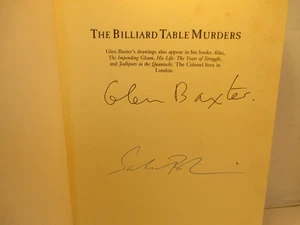 THE BILLIARD TABLE MURDERS
Glen Baxter's drawings also appear in his books Atlas,
The Impending Gleam, His Life: The Years of Struggle,
and Jodhpurs in the Quantocks. The Colonel lives in
London
Glen Baxter.